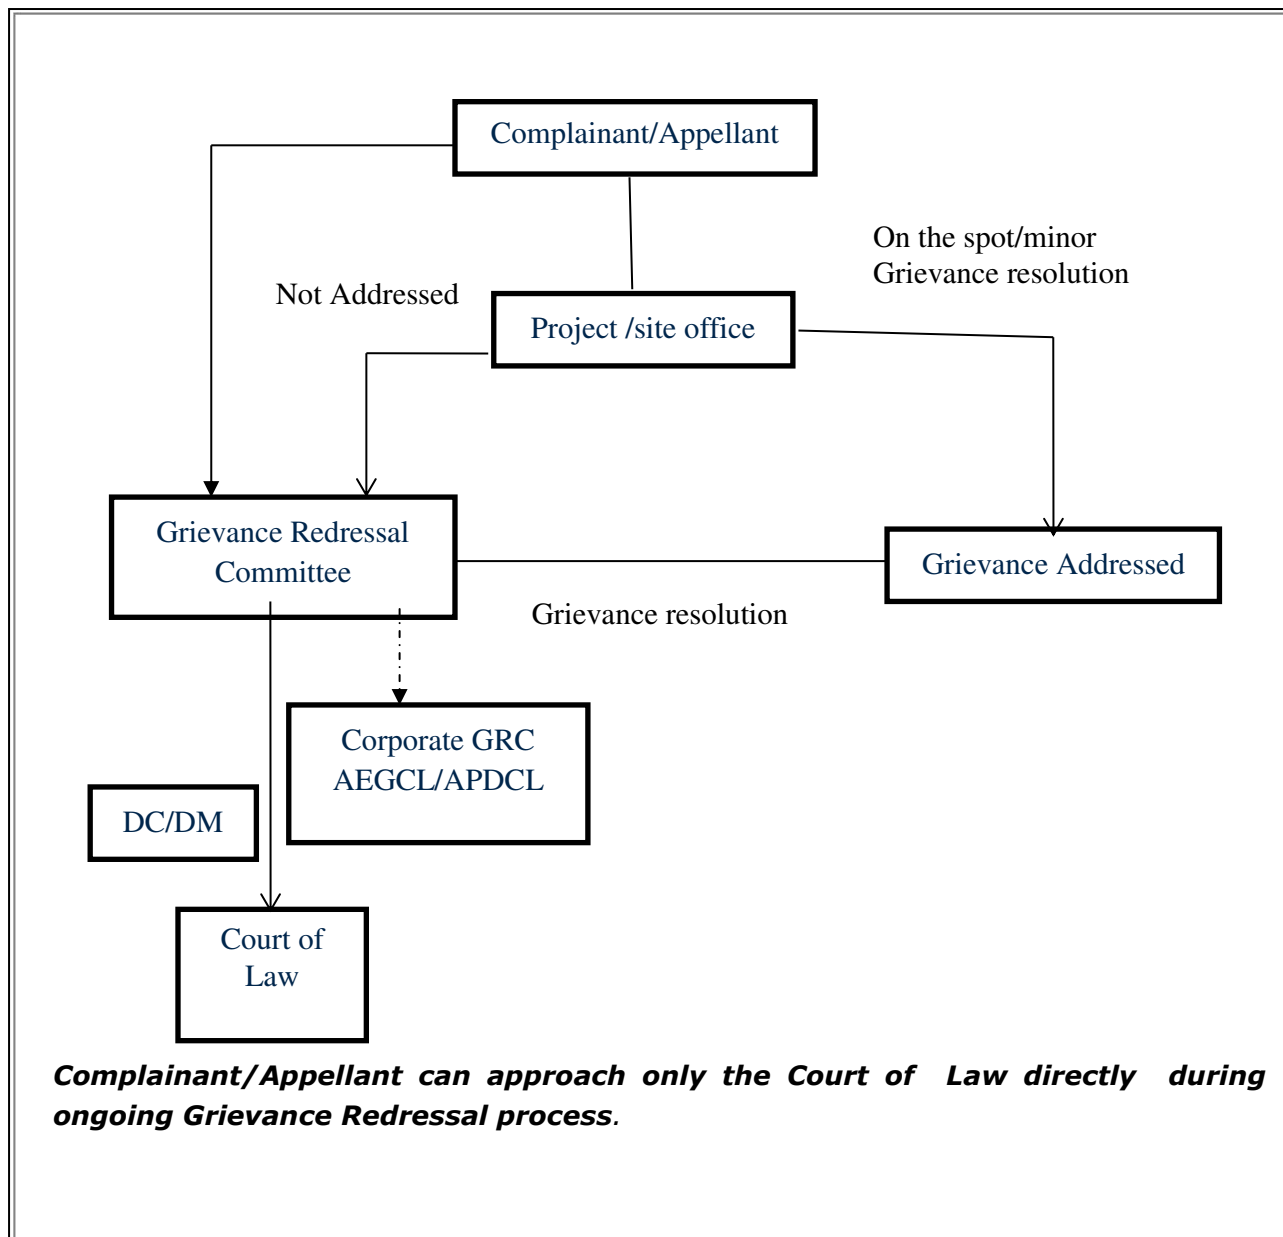 Complainant/Appellant
On the spot/minor
Grievance resolution
Not Addressed
Project /site office
Grievance Redressal
Committee
Grievance Addressed
Grievance resolution
Corporate GRC
AEGCL/APDCL
DC/DM
Court of
Law
Complainant/Appellant can approach only the Court of Law directly during
ongoing Grievance Redressal process.